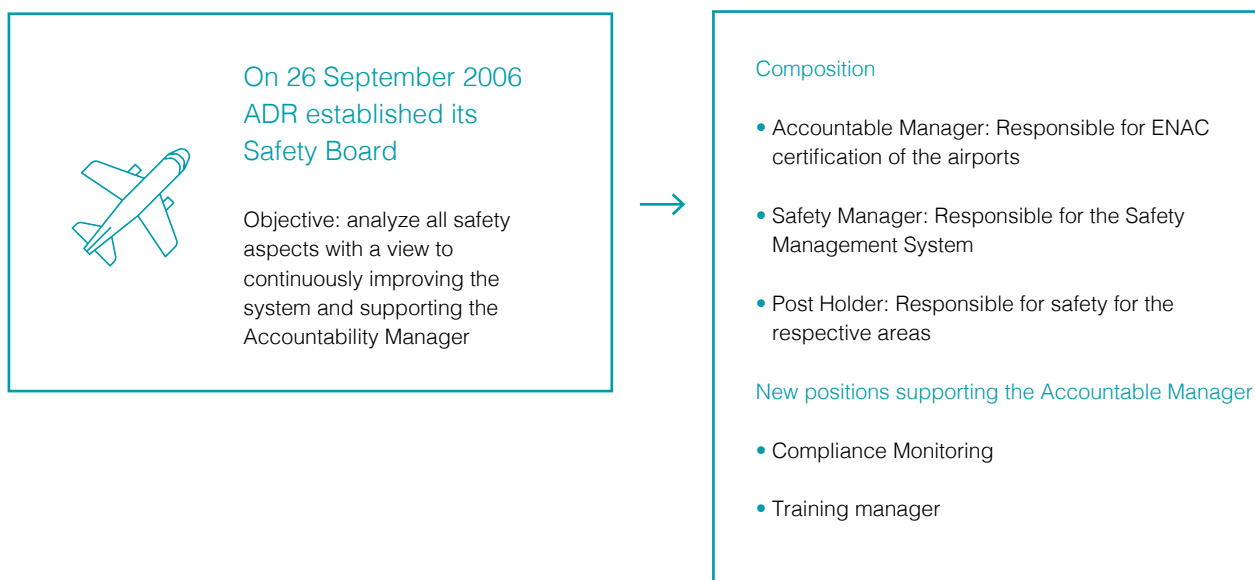 On 26 September 2006
ADR established its
Safety Board
Objective: analyze all safety
aspects with a view to
continuously improving the
system and supporting the
Accountability Manager
Composition
• Accountable Manager: Responsible for ENAC
certification of the airports
• Safety Manager: Responsible for the Safety
Management System
• Post Holder: Responsible for safety for the
respective areas
New positions supporting the Accountable Manager
• Compliance Monitoring
• Training manager